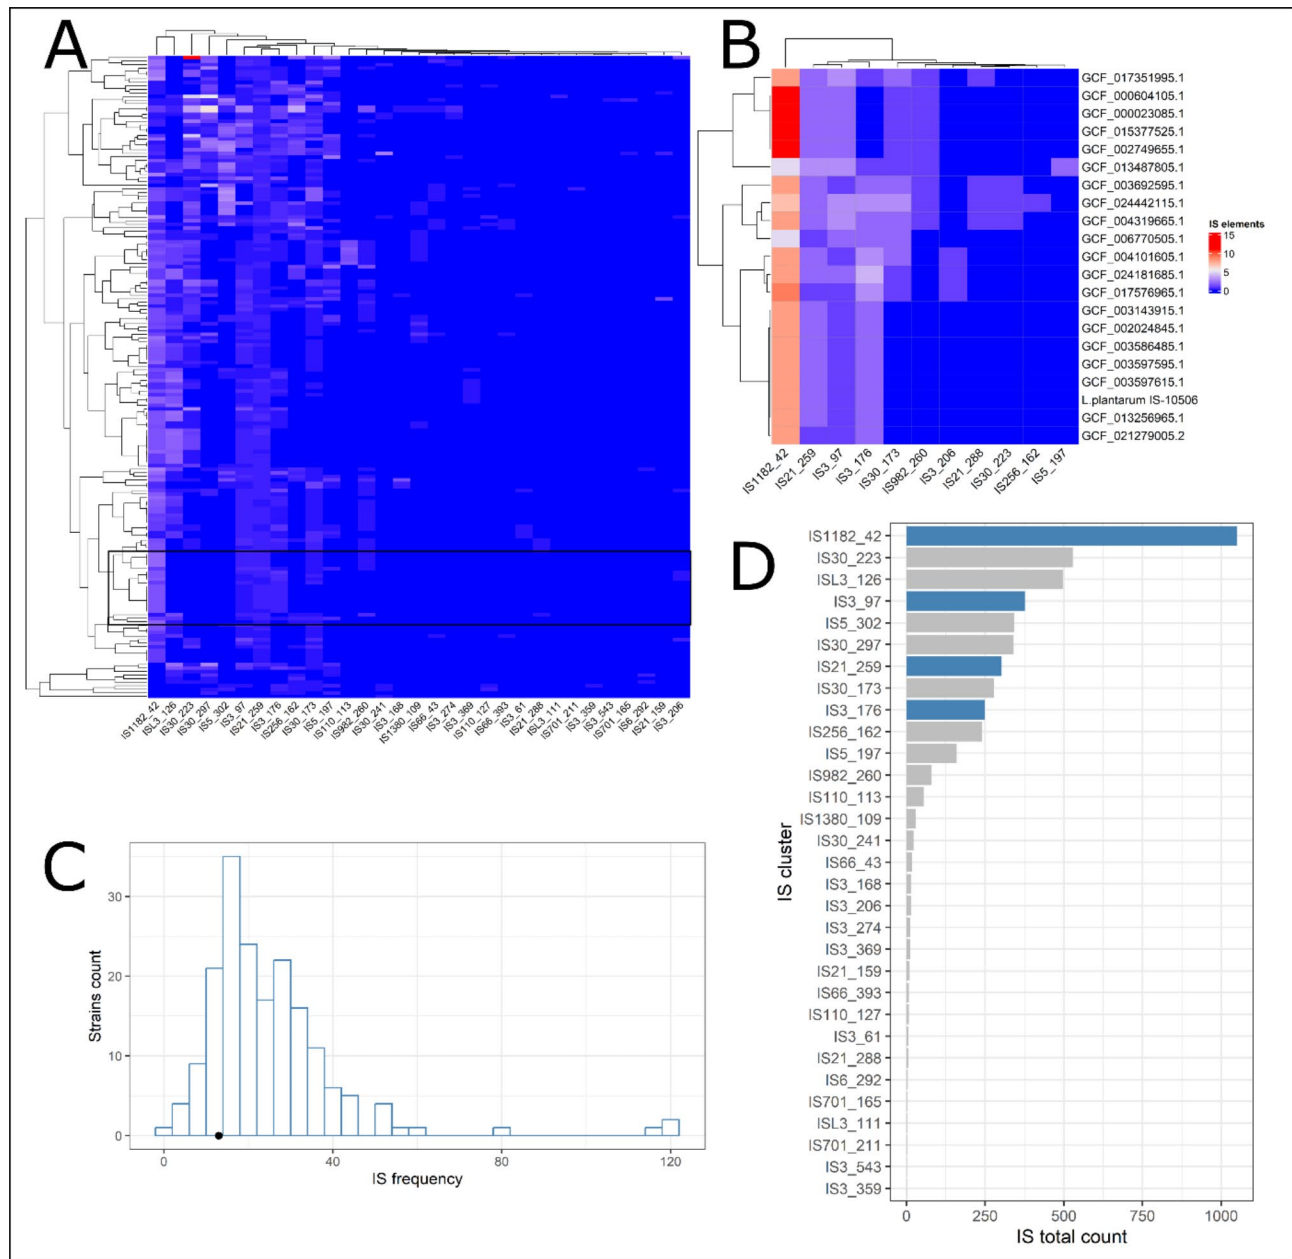 A
IS1182_42
ISL3_126
IS30_223
IS30_297
IS5_302
IS3_97
IS21_259
IS3_176
IS256_162
IS30_173
IS5_197
IS110_113
IS982_260
IS30_241
IS3_168
IS1380_109
IS66_43
IS3_274
IS3_369
IS110_127
IS66_393
IS3_61
IS21_288
ISL3_111
IS701_211
IS3_359
IS3_543
IS701_165
IS6_292
IS21_159
IS3_206
B
GCF_017351995.1
GCF_000604105.1
GCF_000023085.1
GCF_015377525.1
GCF_002749655.1
GCF_013487805.1
GCF_003692595.1
GCF_024442115.1
GCF_004319665.1
GCF_006770505.1
GCF_004101605.1
GCF_024181685.1
GCF_017576965.1
GCF_003143915.1
GCF_002024845.1
GCF_003586485.1
GCF_003597595.1
GCF_003597615.1
L.plantarum IS-10506
GCF_013256965.1
GCF_021279005.2
IS1182_42
IS21_259
IS3_97
IS3_176
IS30_173
IS982_260
IS3_206
IS21_288
IS30_223
IS256_162
IS5_197
IS elements
15
10
5
0
C
Strains count
30
20
10
0
0 40 80 120
IS frequency
D
IS cluster
IS1182_42
IS30_223
ISL3_126
IS3_97
IS5_302
IS30_297
IS21_259
IS30_173
IS3_176
IS256_162
IS5_197
IS982_260
IS110_113
IS1380_109
IS30_241
IS66_43
IS3_168
IS3_206
IS3_274
IS3_369
IS21_159
IS66_393
IS110_127
IS3_61
IS21_288
IS6_292
IS701_165
ISL3_111
IS701_211
IS3_543
IS3_359
0 250 500 750 1000
IS total count